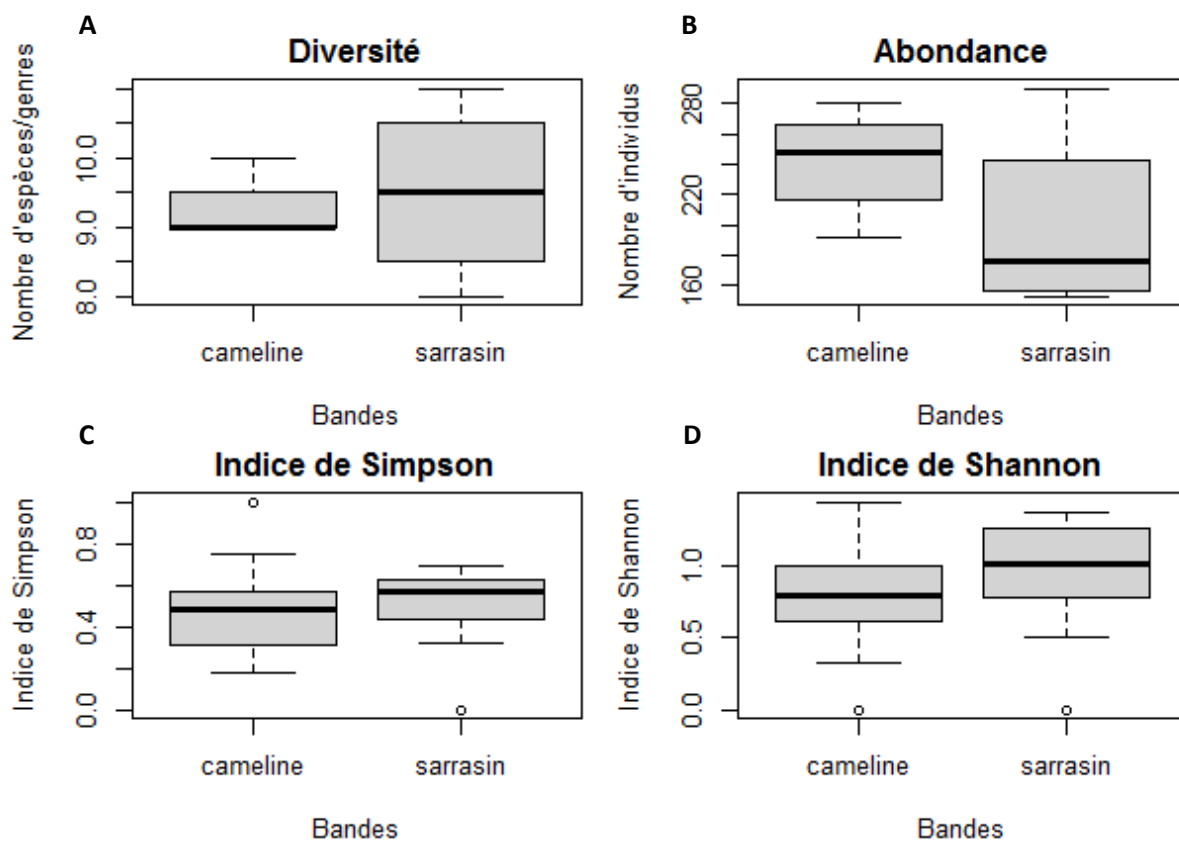 A
Diversité
Nombre d'espèces/genres
10.0
9.0
8.0
cameline
sarrasin
Bandes
B
Abondance
Nombre d'individus
280
220
160
cameline
sarrasin
Bandes
C
Indice de Simpson
Indice de Simpson
0.8
0.4
0.0
cameline
sarrasin
Bandes
D
Indice de Shannon
Indice de Shannon
1.0
0.5
0.0
cameline
sarrasin
Bandes